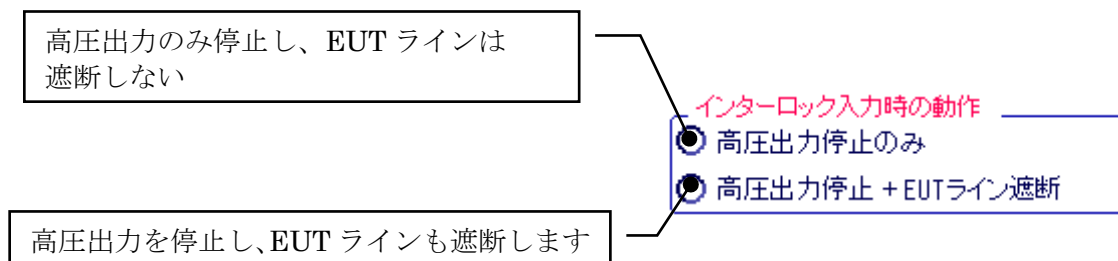 高圧出力のみ停止し、EUT ラインは
遮断しない
インターロック入力時の動作
高圧出力停止のみ
高圧出力停止 + EUTライン遮断
高圧出力を停止し、EUT ラインも遮断します